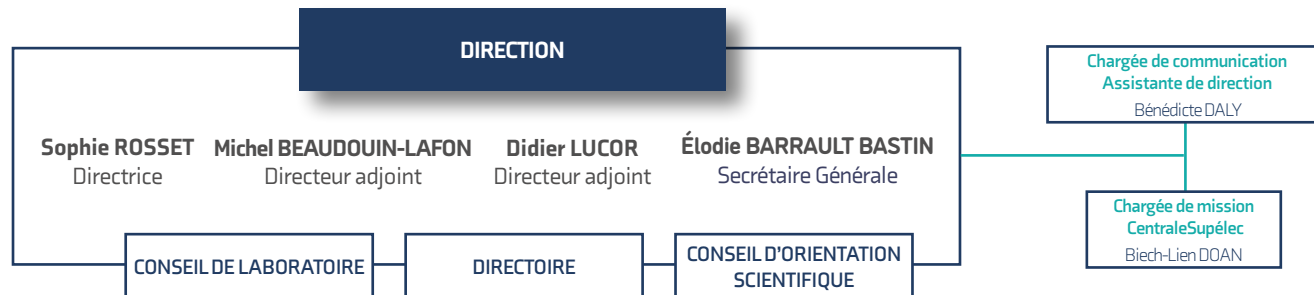 DIRECTION
Sophie ROSSET
Directrice
Michel BEAUDOUIN-LAFON
Directeur adjoint
Didier LUCOR
Directeur adjoint
Élodie BARRAULT BASTIN
Secrétaire Générale
CONSEIL DE LABORATOIRE
DIRECTOIRE
CONSEIL D'ORIENTATION
SCIENTIFIQUE
Chargée de communication
Assistante de direction
Bénédicte DALY
Chargée de mission
CentraleSupélec
Biech-Lien DOAN